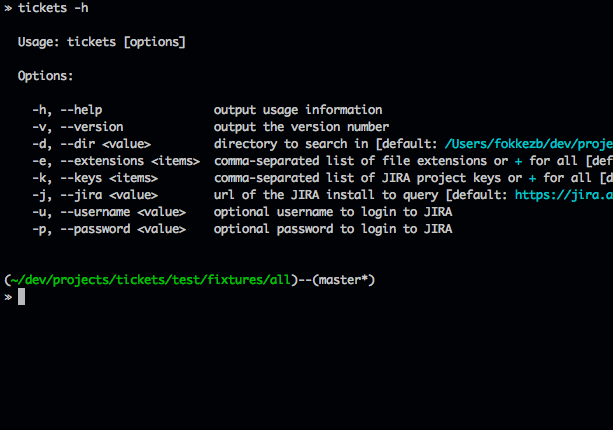 » tickets -h
Usage: tickets [options]
Options:
-h, --help output usage information
-v, --version output the version number
-d, --dir <value> directory to search in [default: /Users/fokkezb/dev/proje
-e, --extensions <items> comma-separated list of file extensions or + for all [def
-k, --keys <items> comma-separated list of JIRA project keys or + for all [d
-j, --jira <value> url of the JIRA install to query [default: https://jira.a
-u, --username <value> optional username to login to JIRA
-p, --password <value> optional password to login to JIRA
(~/dev/projects/tickets/test/fixtures/all)--(master*)
»